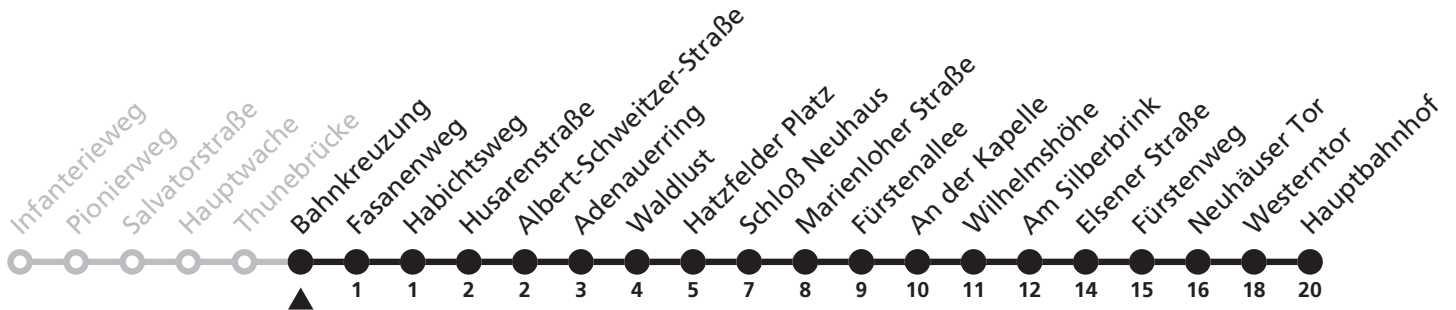 Infanterieweg
Pionierweg
Salvatorstraße
Hauptwache
Thunebrücke
Bahnkreuzung
Fasanenweg
Habichtsweg
Husarenstraße
Albert-Schweitzer-Straße
Adenauerring
Waldlust
Hatzfelder Platz
Schloß Neuhaus
Marienloher Straße
Fürstenallee
An der Kapelle
Wilhelmshöhe
Am Silberbrink
Elsener Straße
Fürstenweg
Neuhäuser Tor
Westerntor
Hauptbahnhof
1 1 2 2 3 4 5 7 8 9 10 11 12 14 15 16 18 20